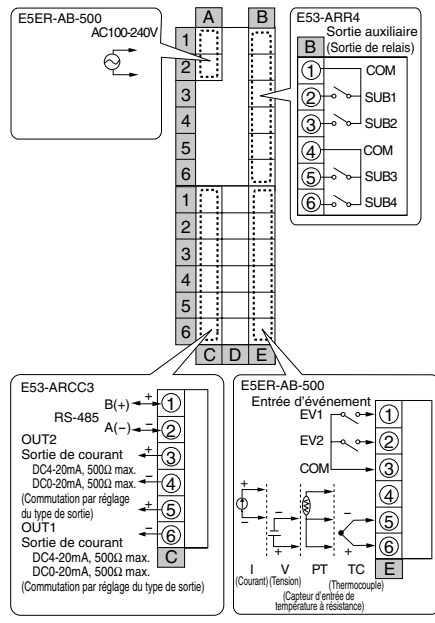 E5ER-AB-500
AC100-240V
A
B
1
2
3
4
5
6
1
2
3
4
5
6
C D E
E53-ARR4
Sortie auxiliaire
(Sortie de relais)
B
1 COM
2 SUB1
3 SUB2
4 COM
5 SUB3
6 SUB4
E53-ARCC3
B(+) + 1
RS-485
A(−) − 2
OUT2
Sortie de courant + 3
DC4-20mA, 500Ω max.
DC0-20mA, 500Ω max. − 4
(Commutation par réglage
du type de sortie) + 5
OUT1 − 6
Sortie de courant
DC4-20mA, 500Ω max. C
DC0-20mA, 500Ω max.
(Commutation par réglage du type de sortie)
E5ER-AB-500
Entrée d'événement
EV1 1
EV2 2
COM 3
4
+ − − 5
− + + 6
I V PT TC E
(Courant) (Tension) (Thermocouple)
(Capteur d'entrée de
température à résistance)